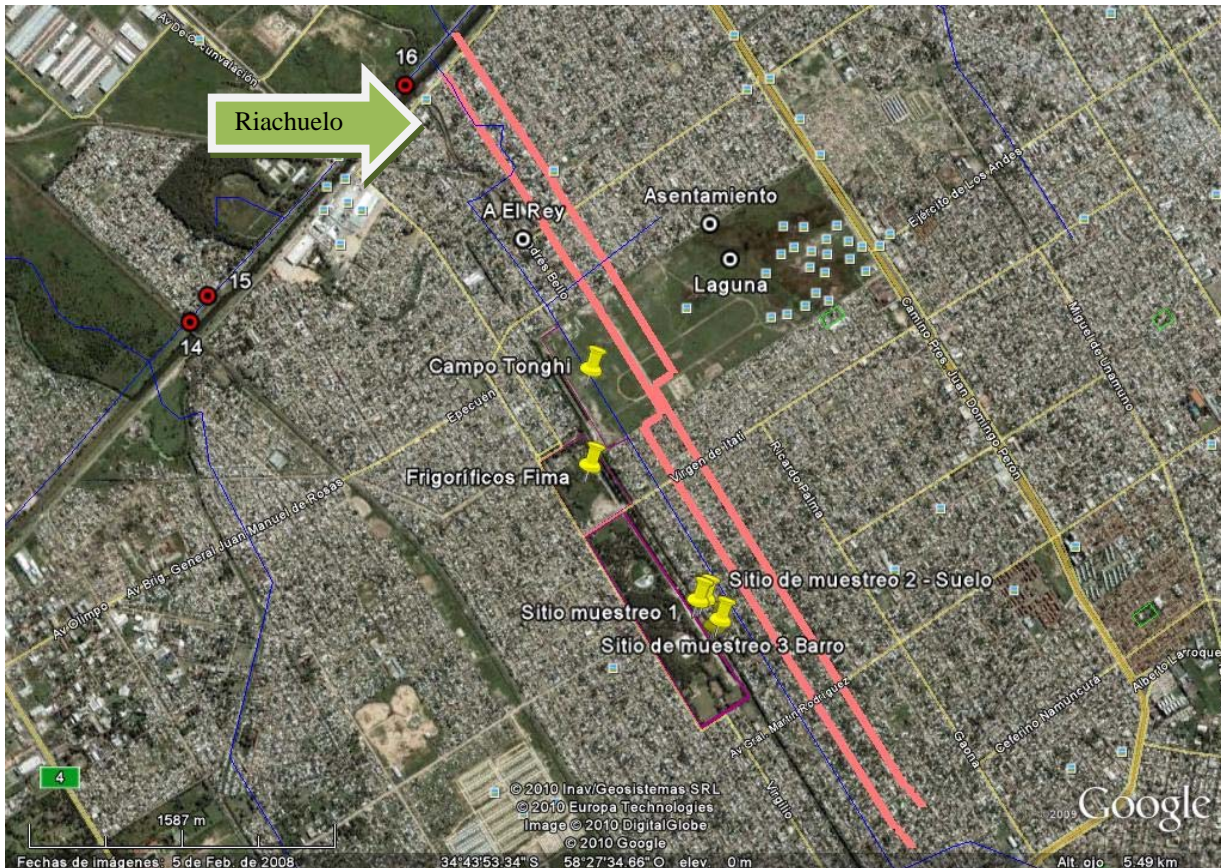 Av De Circunvalación
16
Riachuelo
Asentamiento
A El Rey
Ejército de Los Andes
Andrés Bello
Laguna
15
14
Campo Tonghi
Camino Pres. Juan Domingo Peron
Miguel de Unamuno
Epecuén
Frigoríficos Fima
Virgen de Itatí
Ricardo Palma
Av Brig. General Juan Manuel de Rosas
Av Olimpo
Sitio de muestreo 2 - Suelo
Sitio muestreo 1
Sitio de muestreo 3 Barro
Alberto Larroque
Av Gral. Martín Rodríguez
Ceferino Namuncurá
Gaona
Virgilio
4
© 2010 Inav/Geosistemas SRL
© 2010 Europa Technologies
Image © 2010 DigitalGlobe
© 2010 Google
©2009 Google
1587 m
Fechas de imágenes: 5 de Feb. de 2008
34°43'53.34" S 58°27'34.66" O elev 0 m
Alt. ojo 5.49 km